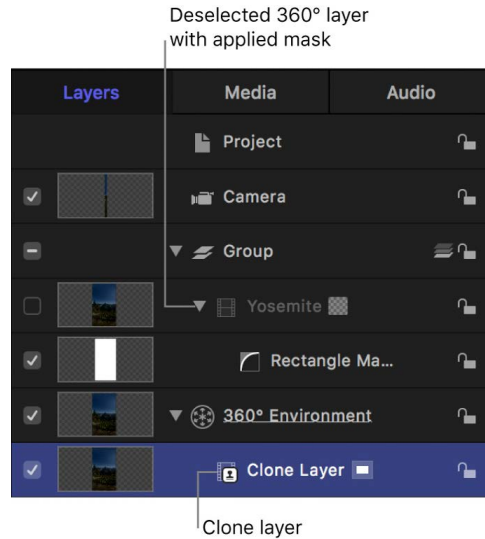 Deselected 360° layer
with applied mask
Layers Media Audio
Project
Camera
Group
Yosemite
Rectangle Ma...
360° Environment
Clone Layer
Clone layer